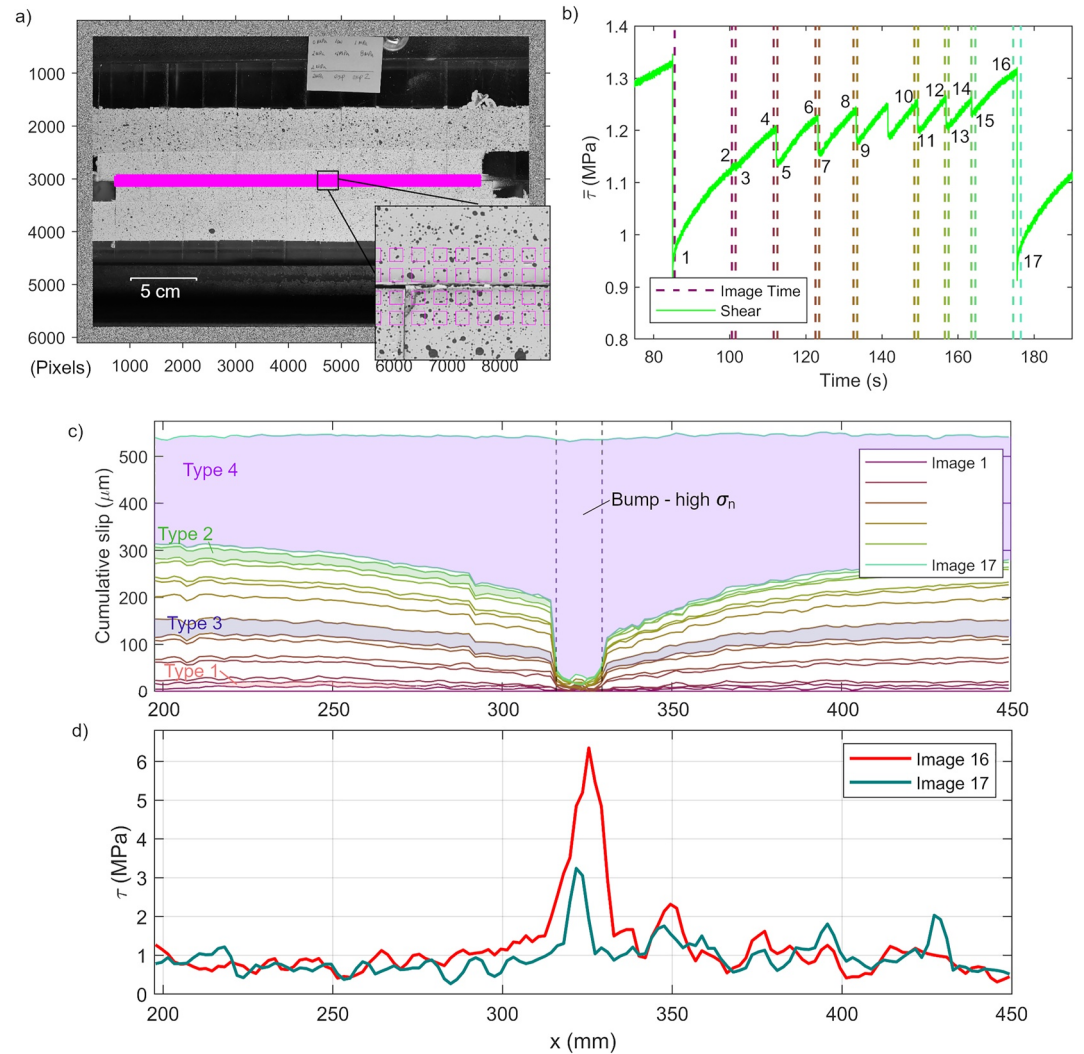 a)
1000
2000
3000
4000
5000
6000
(Pixels)
1000 2000 3000 4000 5000 6000 7000 8000
5 cm
b)
1.4
1.3
1.2
1.1
1
0.9
0.8
τ̅ (MPa)
1 2 3 4 5 6 7 8 9 10 11 12 13 14 15 16 17
Image Time
Shear
80 100 120 140 160 180
Time (s)
c)
500
400
300
200
100
0
Cumulative slip (μm)
Type 4
Type 2
Type 3
Type 1
Bump - high σn
Image 1
Image 17
200 250 300 350 400 450
d)
6
5
4
3
2
1
0
τ (MPa)
Image 16
Image 17
200 250 300 350 400 450
x (mm)